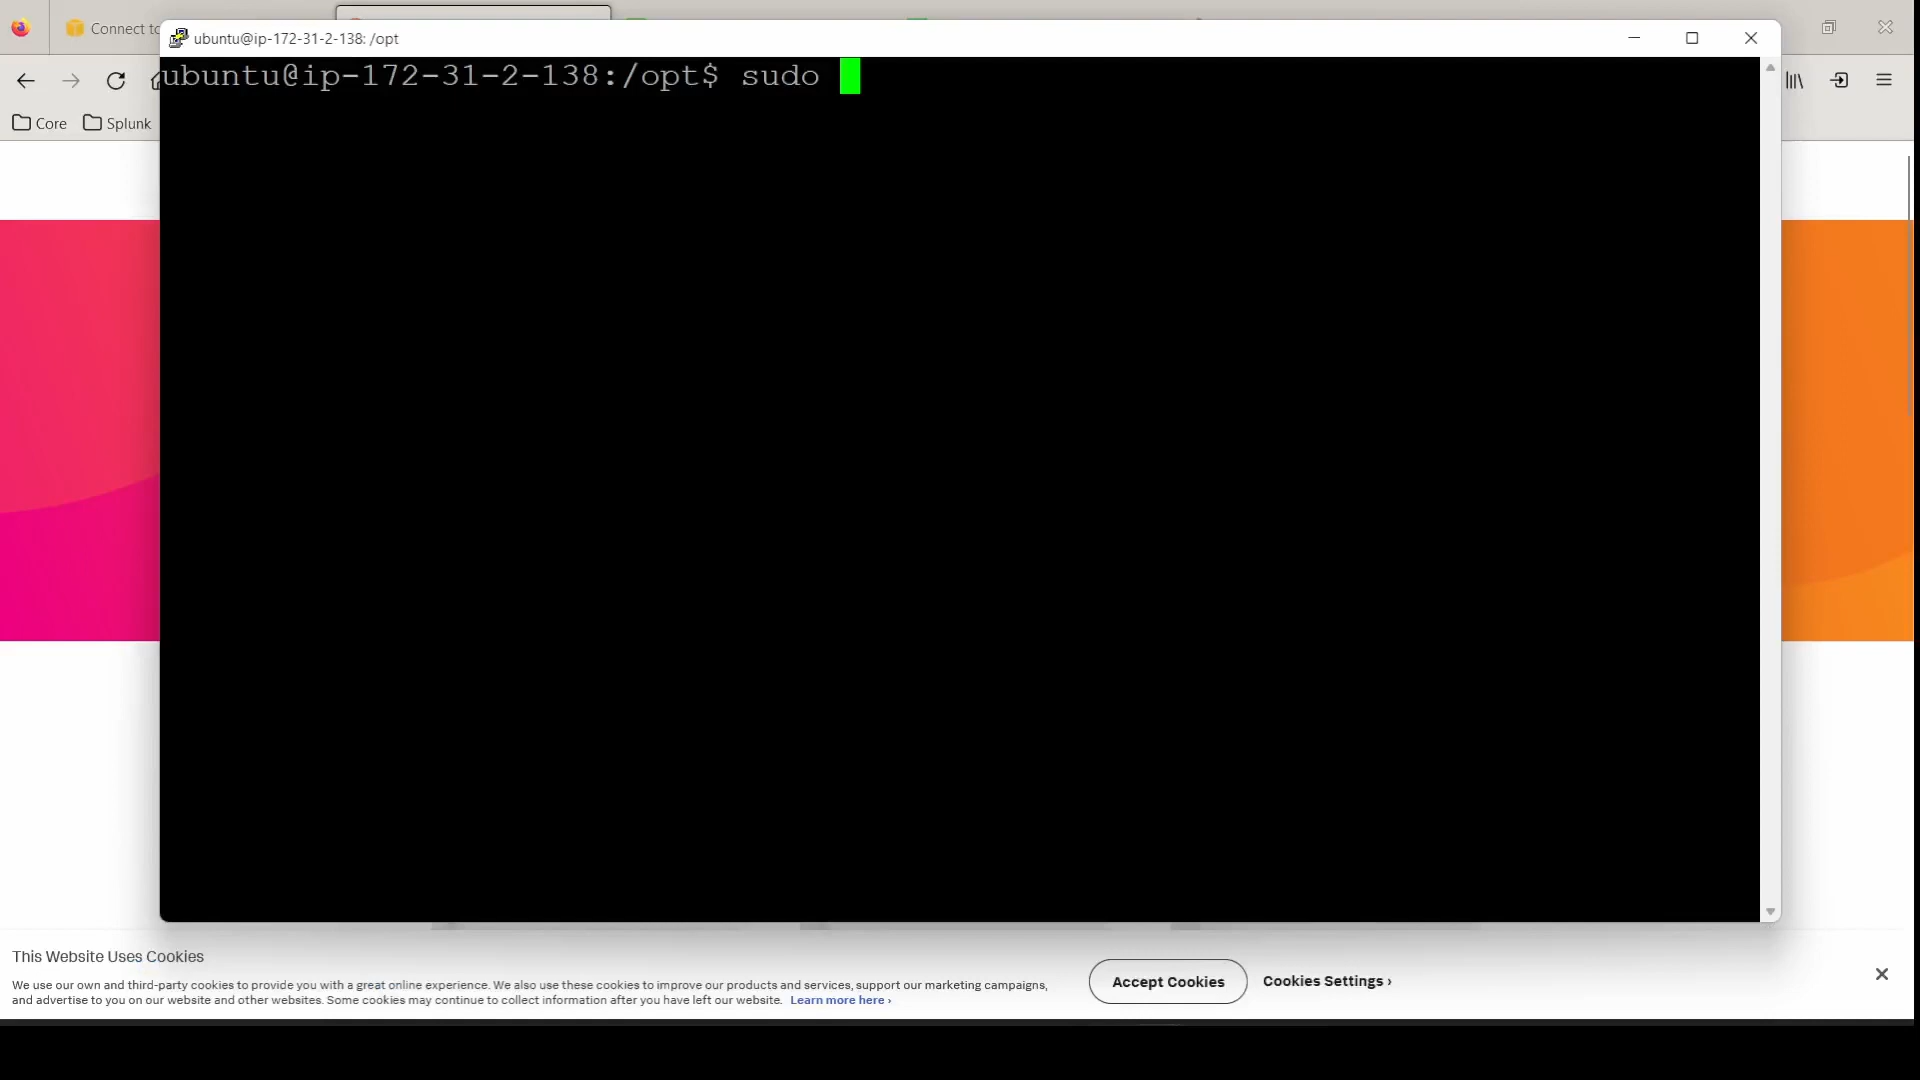 Connect to
ubuntu@ip-172-31-2-138: /opt
ubuntu@ip-172-31-2-138:/opt$ sudo
Core
Splunk
This Website Uses Cookies
We use our own and third-party cookies to provide you with a great online experience. We also use these cookies to improve our products and services, support our marketing campaigns,
and advertise to you on our website and other websites. Some cookies may continue to collect information after you have left our website. Learn more here ›
Accept Cookies
Cookies Settings ›